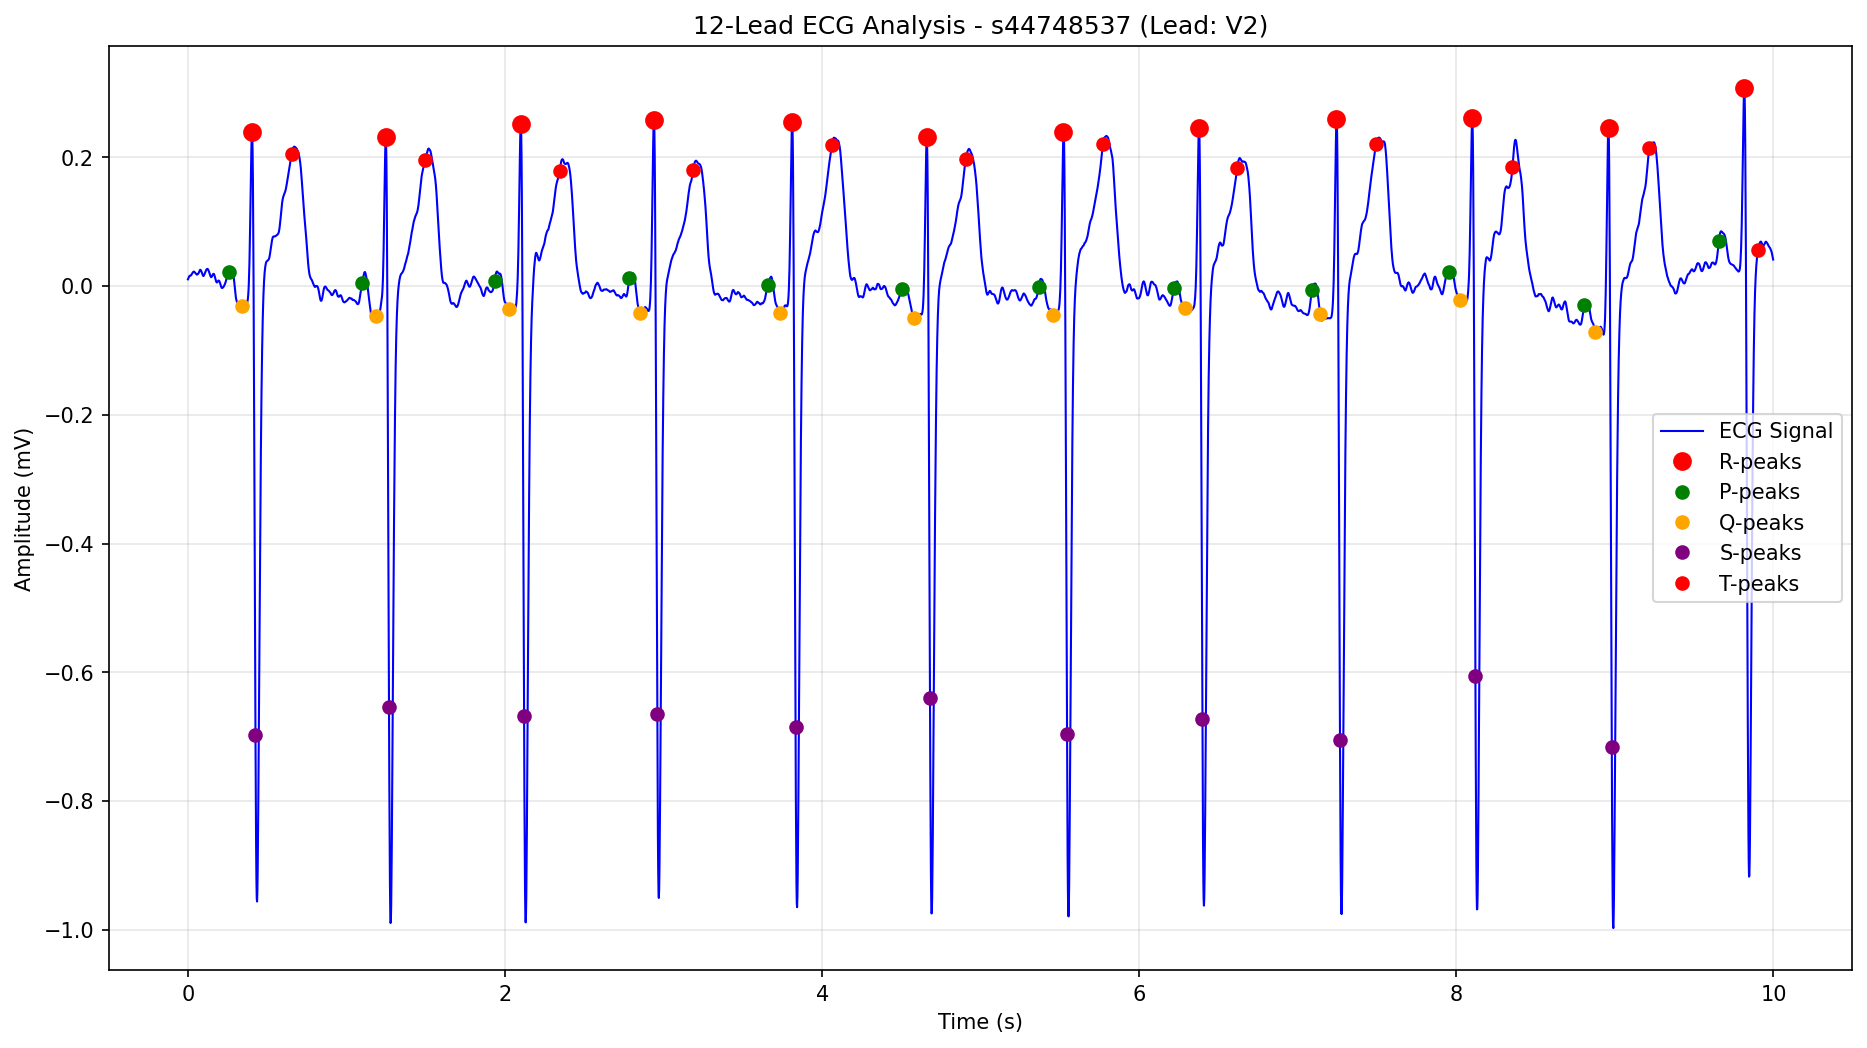 12-Lead ECG Analysis - s44748537 (Lead: V2)
Amplitude (mV)
0.2
0.0
−0.2
−0.4
−0.6
−0.8
−1.0
ECG Signal
R-peaks
P-peaks
Q-peaks
S-peaks
T-peaks
0 2 4 6 8 10
Time (s)